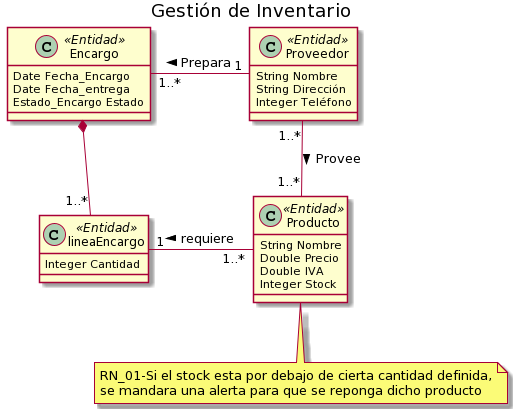 Gestión de Inventario
C «Entidad»
Encargo
Date Fecha_Encargo
Date Fecha_entrega
Estado_Encargo Estado
Prepara
1..*
1
C «Entidad»
Proveedor
String Nombre
String Dirección
Integer Teléfono
1..*
Provee
1..*
1..*
C «Entidad»
lineaEncargo
Integer Cantidad
1
requiere
1..*
C «Entidad»
Producto
String Nombre
Double Precio
Double IVA
Integer Stock
RN_01-Si el stock esta por debajo de cierta cantidad definida,
se mandara una alerta para que se reponga dicho producto